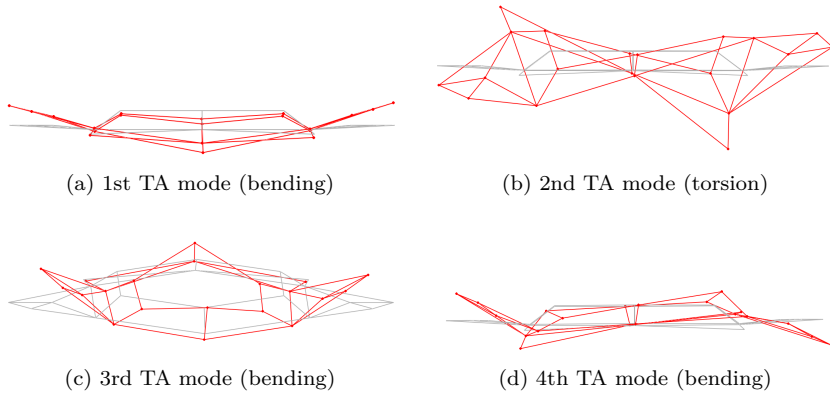 (a) 1st TA mode (bending)
(b) 2nd TA mode (torsion)
(c) 3rd TA mode (bending)
(d) 4th TA mode (bending)